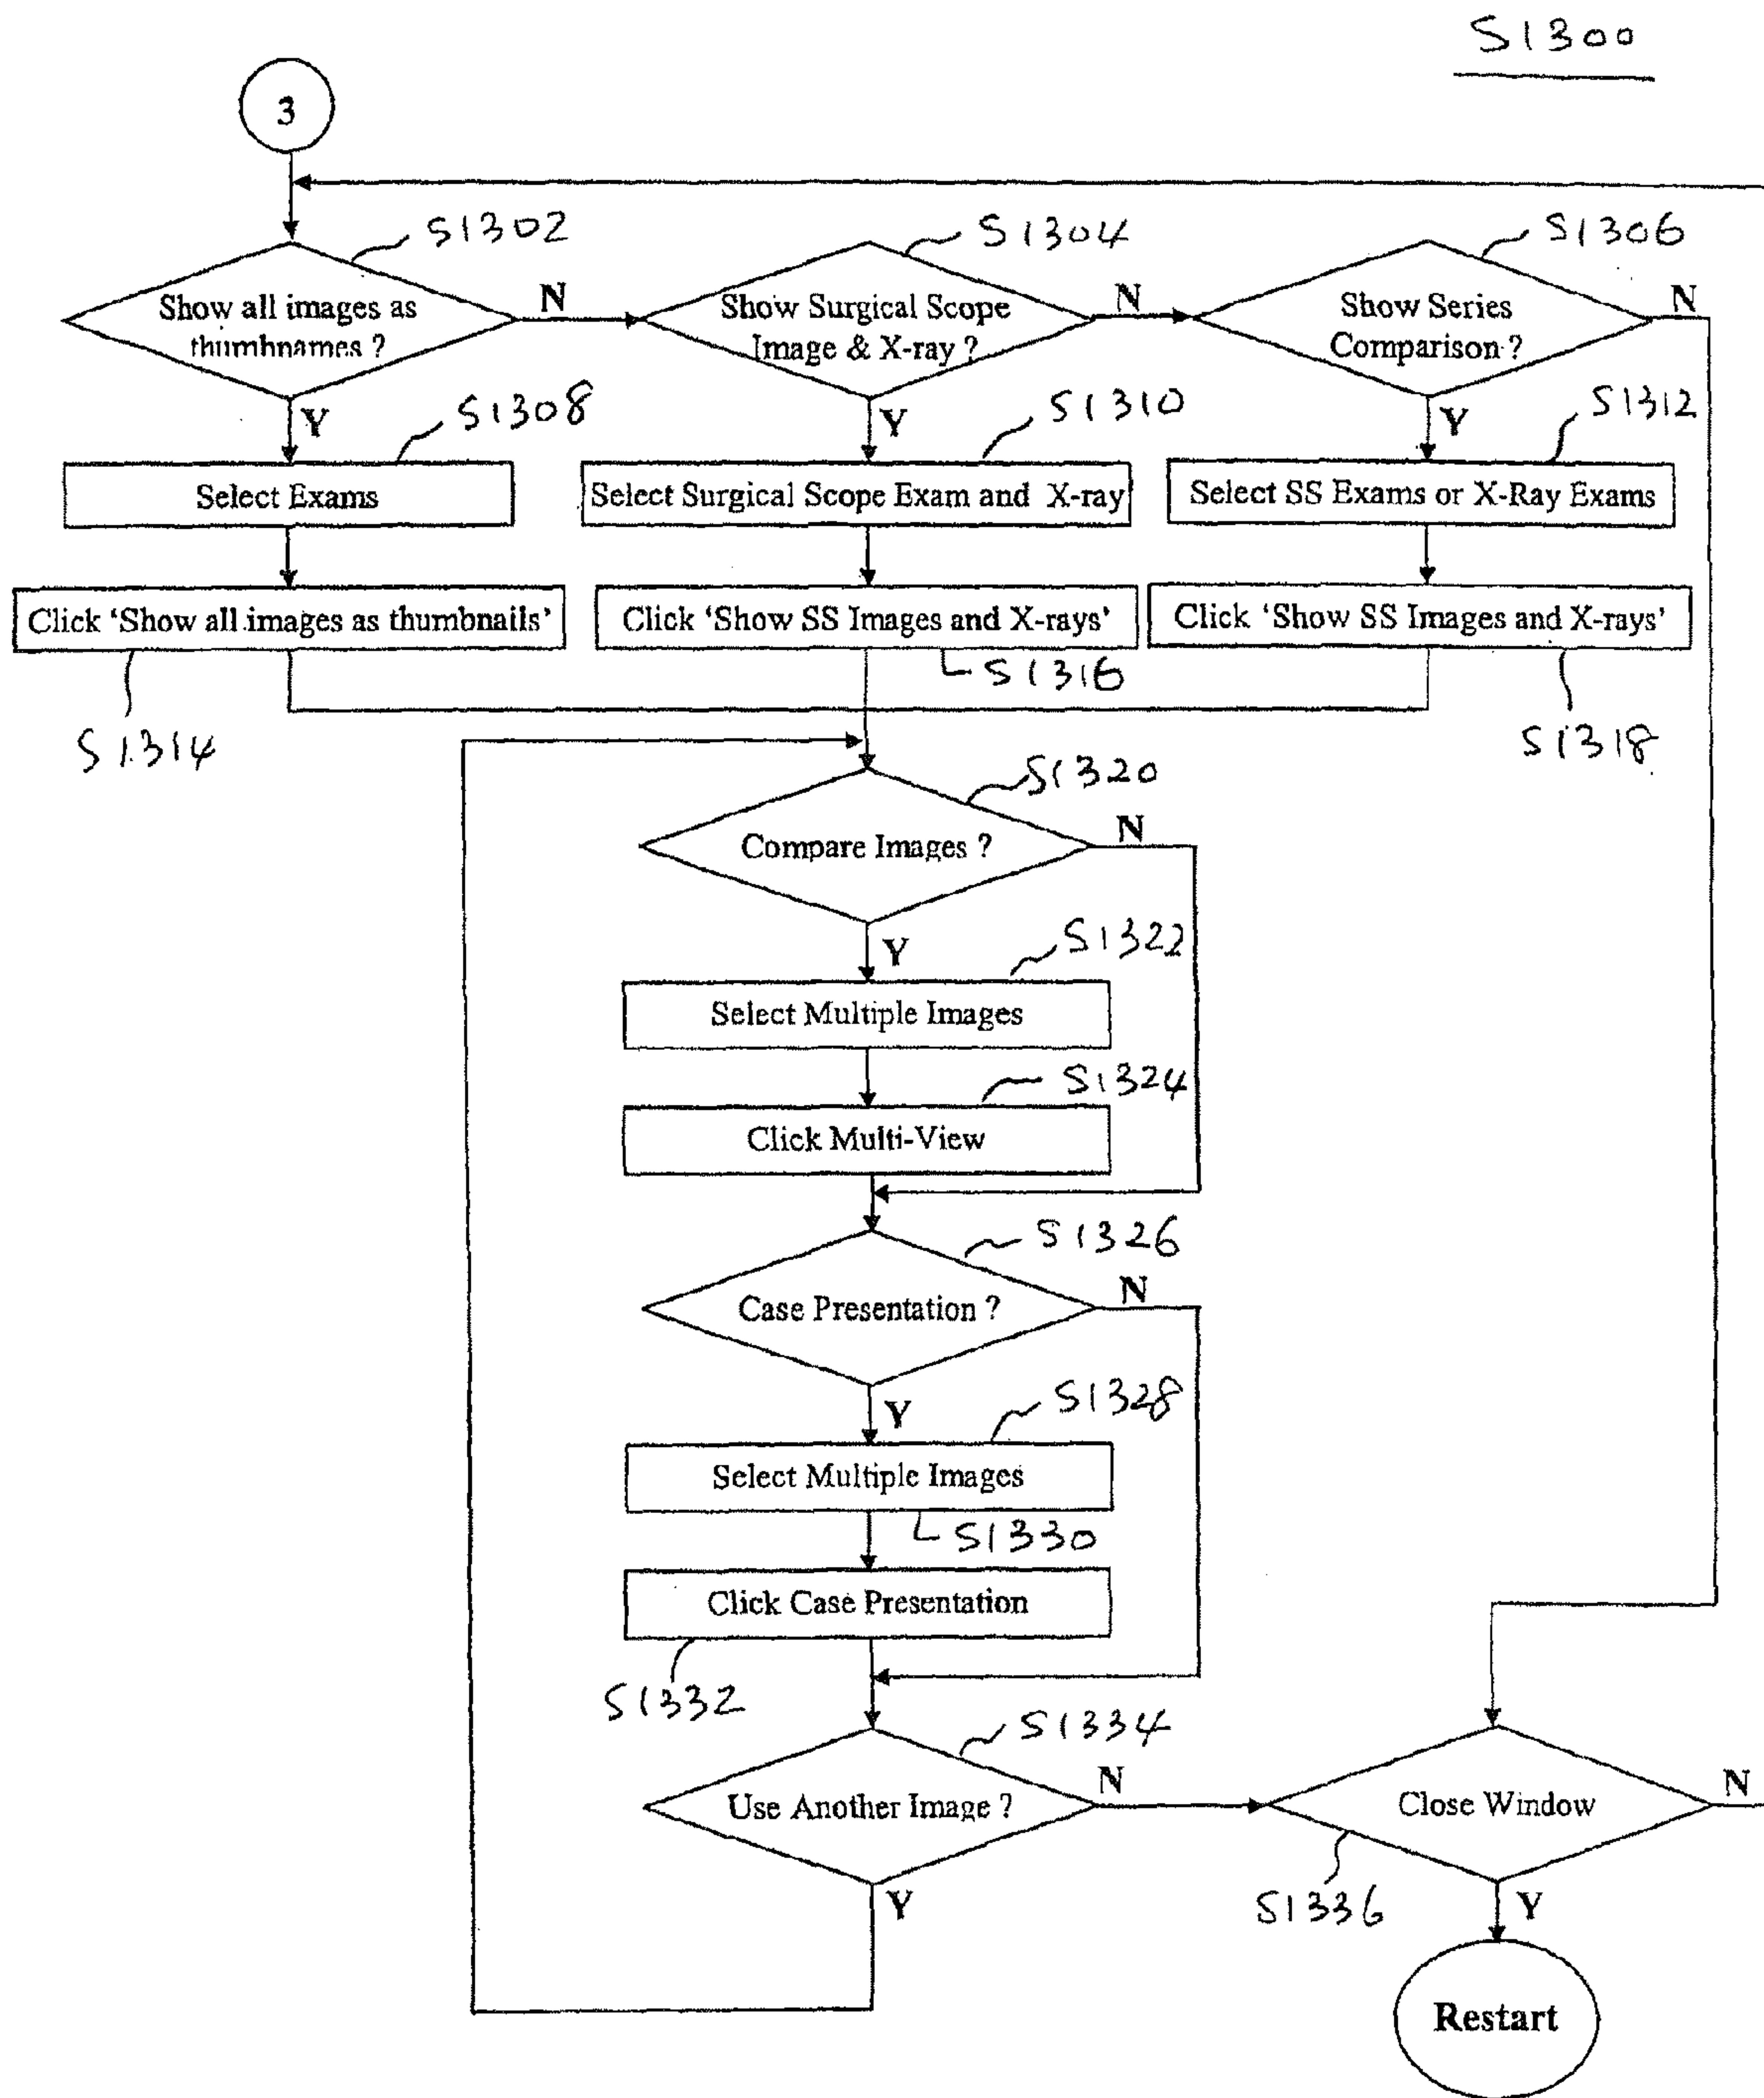 S1300
3
S1302
S1304
S1306
Show all images as
thumbnames ?
N
Show Surgical Scope
Image & X-ray ?
N
Show Series
Comparison ?
N
Y
S1308
Y
S1310
Y
S1312
Select Exams
Select Surgical Scope Exam and X-ray
Select SS Exams or X-Ray Exams
Click ‘Show all images as thumbnails’
Click ‘Show SS Images and X-rays’
Click ‘Show SS Images and X-rays’
S1314
S1316
S1318
S1320
Compare Images ?
N
Y
S1322
Select Multiple Images
S1324
Click Multi-View
S1326
Case Presentation ?
N
Y
S1328
Select Multiple Images
S1330
Click Case Presentation
S1332
S1334
Use Another Image ?
N
Close Window
N
Y
S1336
Y
Restart